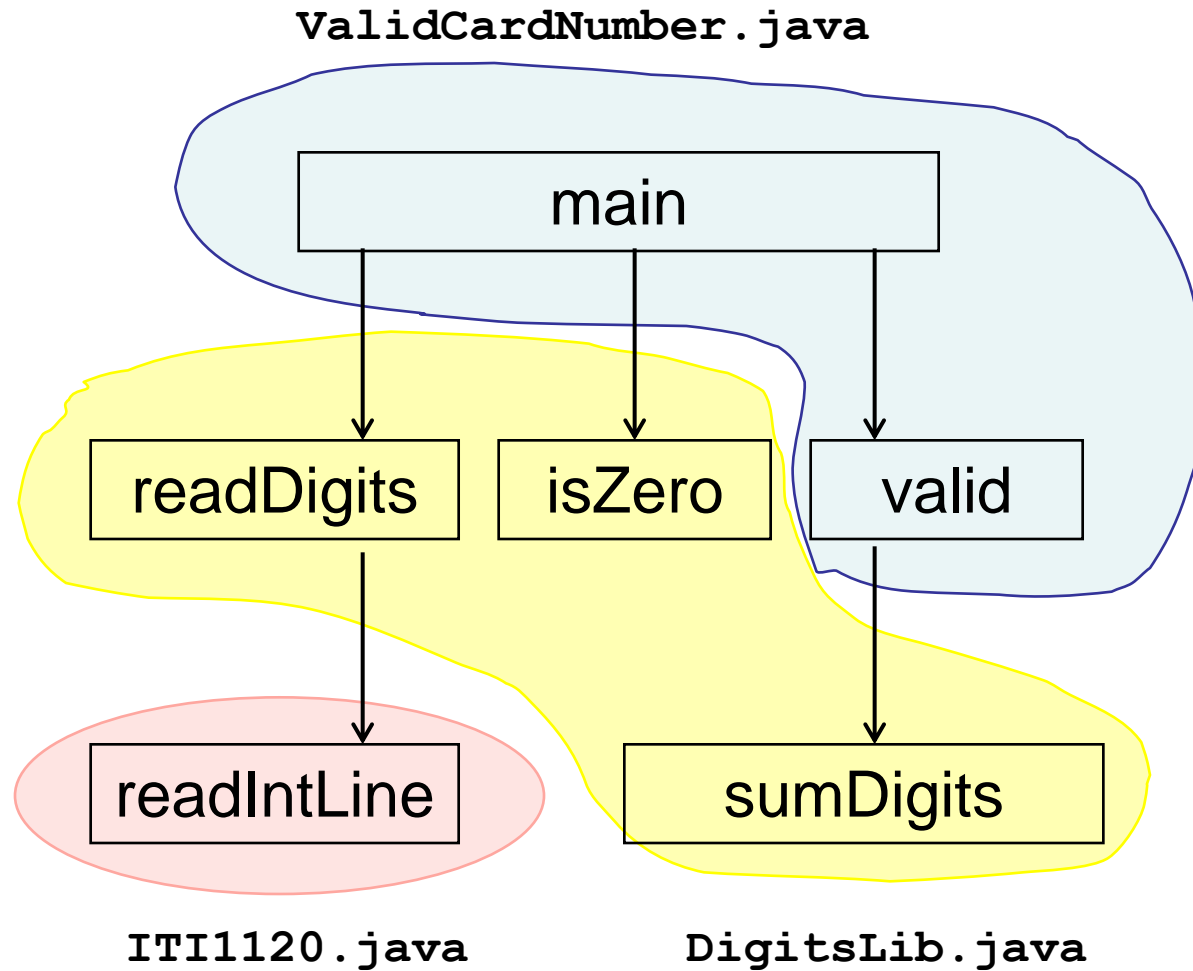 ValidCardNumber.java
main
readDigits
isZero
valid
readIntLine
sumDigits
ITI1120.java
DigitsLib.java